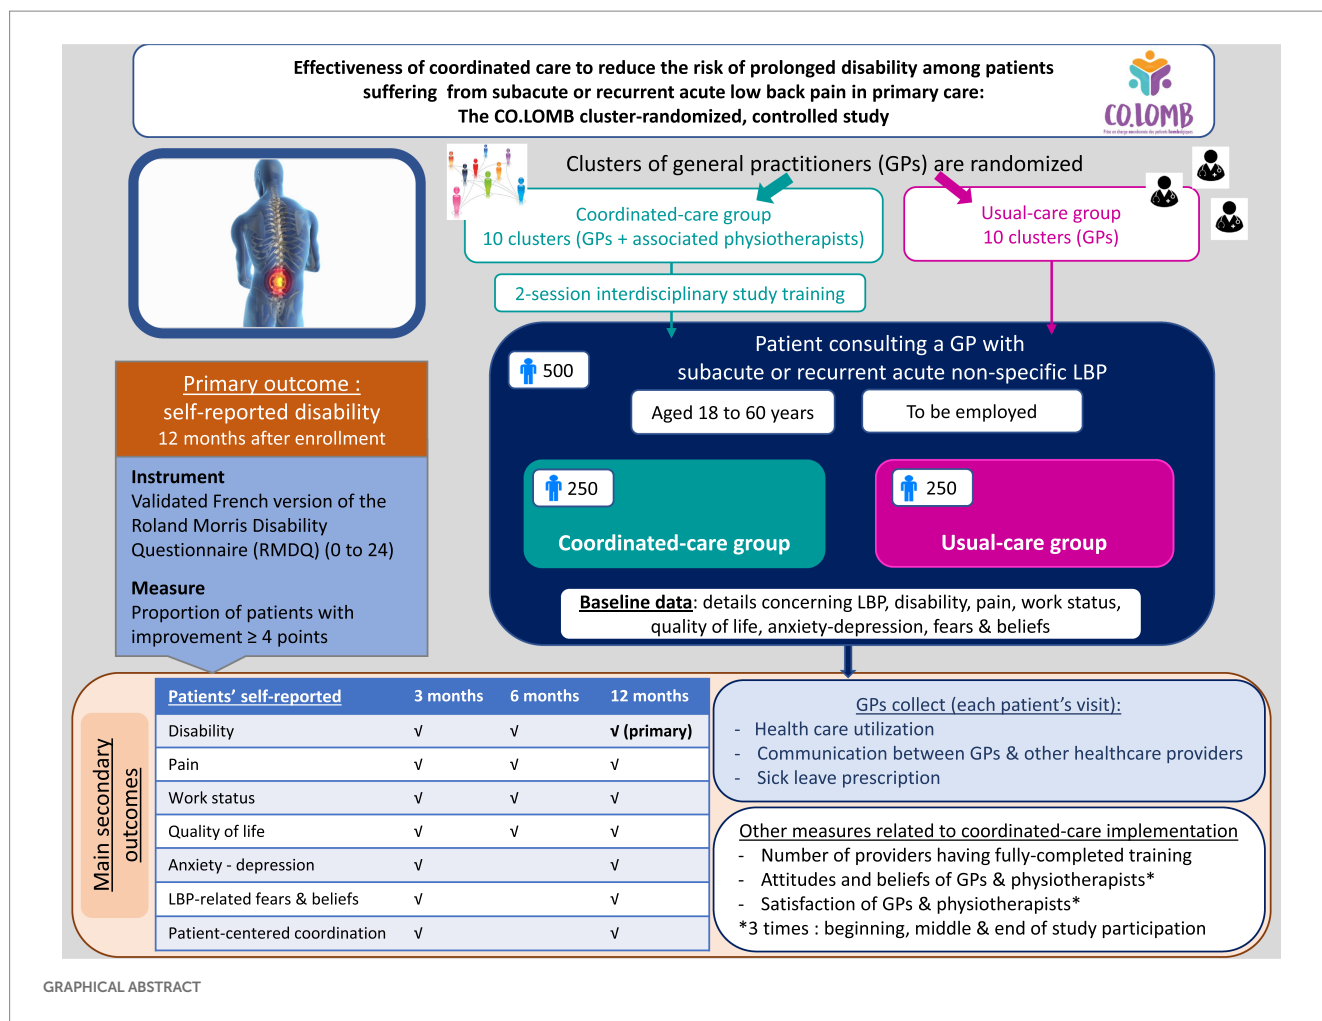 Effectiveness of coordinated care to reduce the risk of prolonged disability among patients
suffering from subacute or recurrent acute low back pain in primary care:
The CO.LOMB cluster-randomized, controlled study
CO.LOMB
Prise en charge coordonnée des patients lombalgiques
Clusters of general practitioners (GPs) are randomized
Coordinated-care group
10 clusters (GPs + associated physiotherapists)
Usual-care group
10 clusters (GPs)
2-session interdisciplinary study training
Patient consulting a GP with
subacute or recurrent acute non-specific LBP
500
Aged 18 to 60 years
To be employed
250
Coordinated-care group
250
Usual-care group
Baseline data: details concerning LBP, disability, pain, work status,
quality of life, anxiety-depression, fears & beliefs
Primary outcome :
self-reported disability
12 months after enrollment
Instrument
Validated French version of the
Roland Morris Disability
Questionnaire (RMDQ) (0 to 24)
Measure
Proportion of patients with
improvement ≥ 4 points
Main secondary
outcomes
Patients' self-reported 3 months 6 months 12 months
Disability √ √ √ (primary)
Pain √ √ √
Work status √ √ √
Quality of life √ √ √
Anxiety - depression √ √
LBP-related fears & beliefs √ √
Patient-centered coordination √ √
GPs collect (each patient's visit):
- Health care utilization
- Communication between GPs & other healthcare providers
- Sick leave prescription
Other measures related to coordinated-care implementation
- Number of providers having fully-completed training
- Attitudes and beliefs of GPs & physiotherapists*
- Satisfaction of GPs & physiotherapists*
*3 times : beginning, middle & end of study participation
GRAPHICAL ABSTRACT